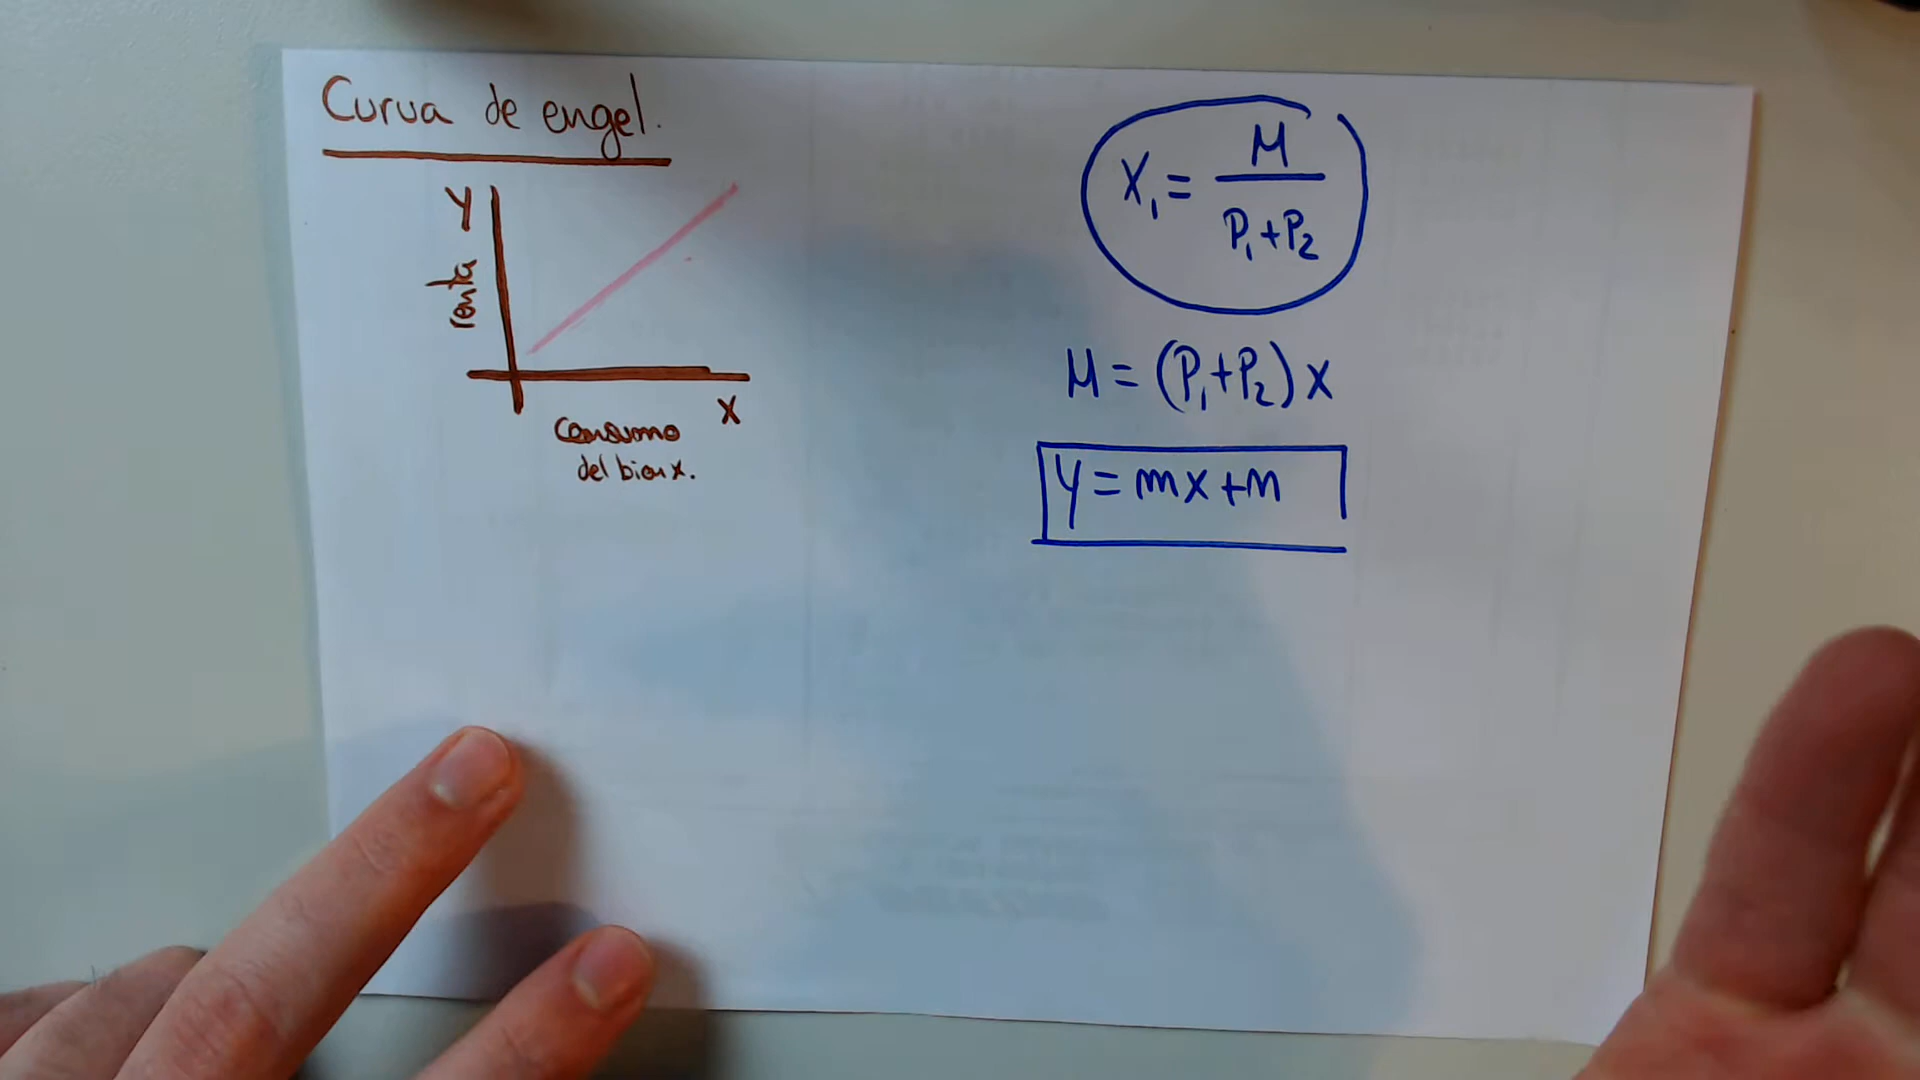 Curva de engel.
Y
renta
X
Consumo
del bien x.
X₁ = M / P₁+P₂
M = (P₁+P₂) X
Y = mx+n